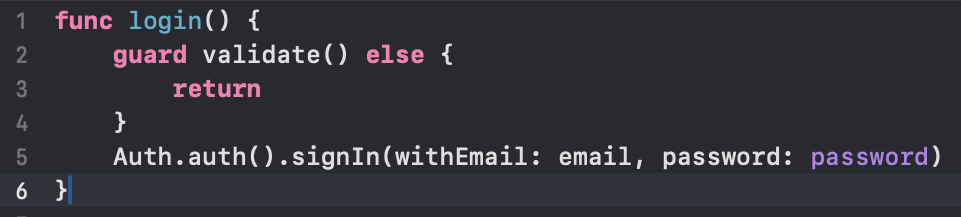 1 func login() {
2 guard validate() else {
3 return
4 }
5 Auth.auth().signIn(withEmail: email, password: password)
6 }